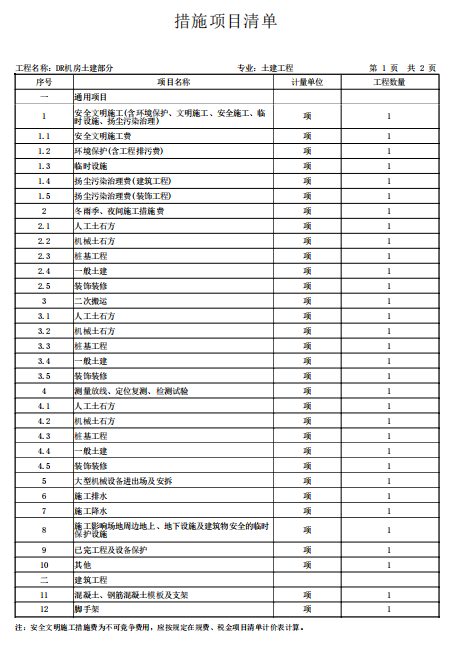 措施项目清单
工程名称：DR机房土建部分 专业：土建工程 第 1 页 共 2 页
序号 项目名称 计量单位 工程数量
一 通用项目
1 安全文明施工(含环境保护、文明施工、安全施工、临时设施、扬尘污染治理) 项 1
1.1 安全文明施工费 项 1
1.2 环境保护(含工程排污费) 项 1
1.3 临时设施 项 1
1.4 扬尘污染治理费(建筑工程) 项 1
1.5 扬尘污染治理费(装饰工程) 项 1
2 冬雨季、夜间施工措施费 项 1
2.1 人工土石方 项 1
2.2 机械土石方 项 1
2.3 桩基工程 项 1
2.4 一般土建 项 1
2.5 装饰装修 项 1
3 二次搬运 项 1
3.1 人工土石方 项 1
3.2 机械土石方 项 1
3.3 桩基工程 项 1
3.4 一般土建 项 1
3.5 装饰装修 项 1
4 测量放线、定位复测、检测试验 项 1
4.1 人工土石方 项 1
4.2 机械土石方 项 1
4.3 桩基工程 项 1
4.4 一般土建 项 1
4.5 装饰装修 项 1
5 大型机械设备进出场及安拆 项 1
6 施工排水 项 1
7 施工降水 项 1
8 施工影响场地周边地上、地下设施及建筑物安全的临时保护设施 项 1
9 已完工程及设备保护 项 1
10 其他 项 1
二 建筑工程
11 混凝土、钢筋混凝土模板及支架 项 1
12 脚手架 项 1
注：安全文明施工措施费为不可竞争费用，应按规定在规费、税金项目清单计价表计算。